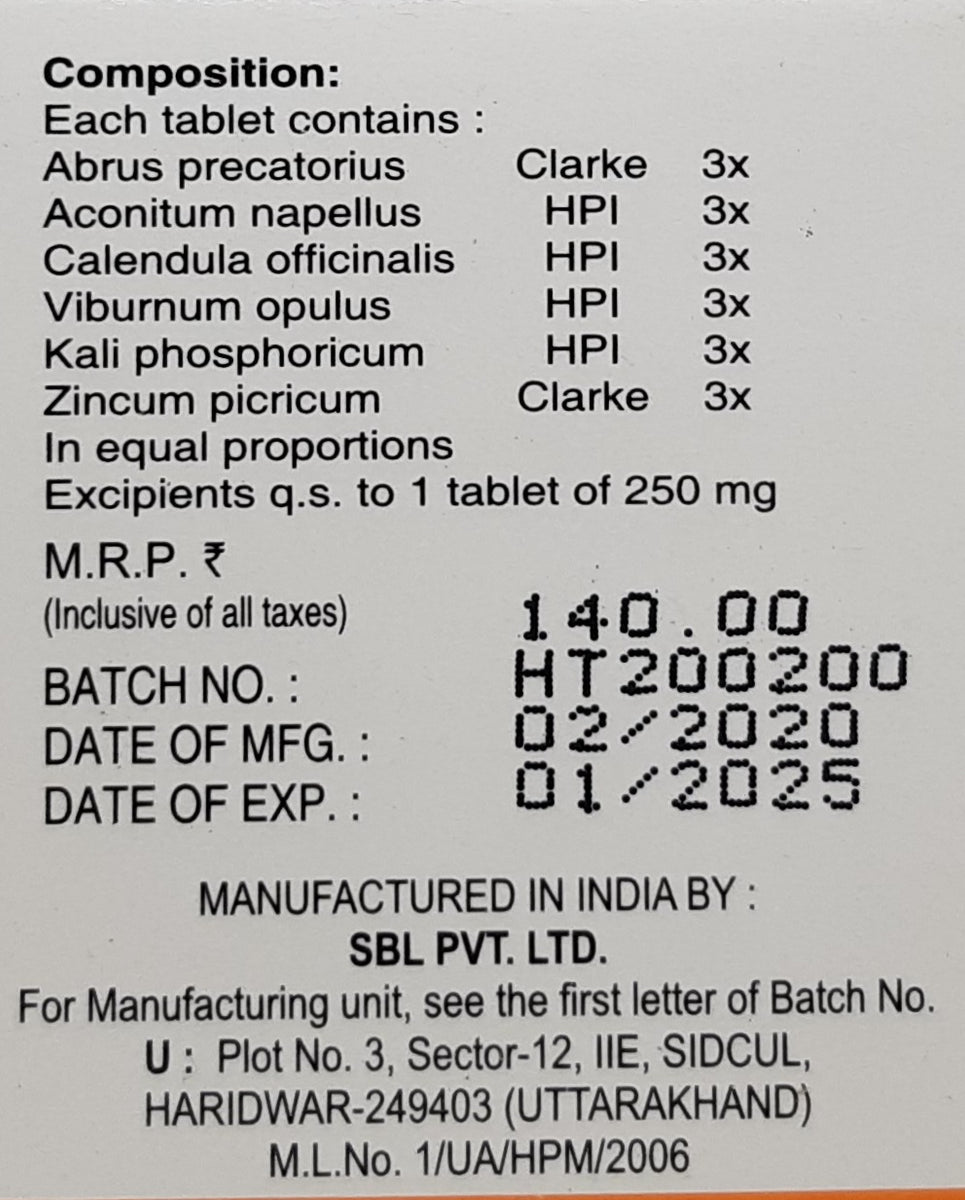 Composition:
Each tablet contains :
Abrus precatorius Clarke 3x
Aconitum napellus HPI 3x
Calendula officinalis HPI 3x
Viburnum opulus HPI 3x
Kali phosphoricum HPI 3x
Zincum picricum Clarke 3x
In equal proportions
Excipients q.s. to 1 tablet of 250 mg
M.R.P. ₹
(Inclusive of all taxes) 140.00
BATCH NO. : HT200200
DATE OF MFG. : 02/2020
DATE OF EXP. : 01/2025
MANUFACTURED IN INDIA BY :
SBL PVT. LTD.
For Manufacturing unit, see the first letter of Batch No.
U : Plot No. 3, Sector-12, IIE, SIDCUL,
HARIDWAR-249403 (UTTARAKHAND)
M.L.No. 1/UA/HPM/2006